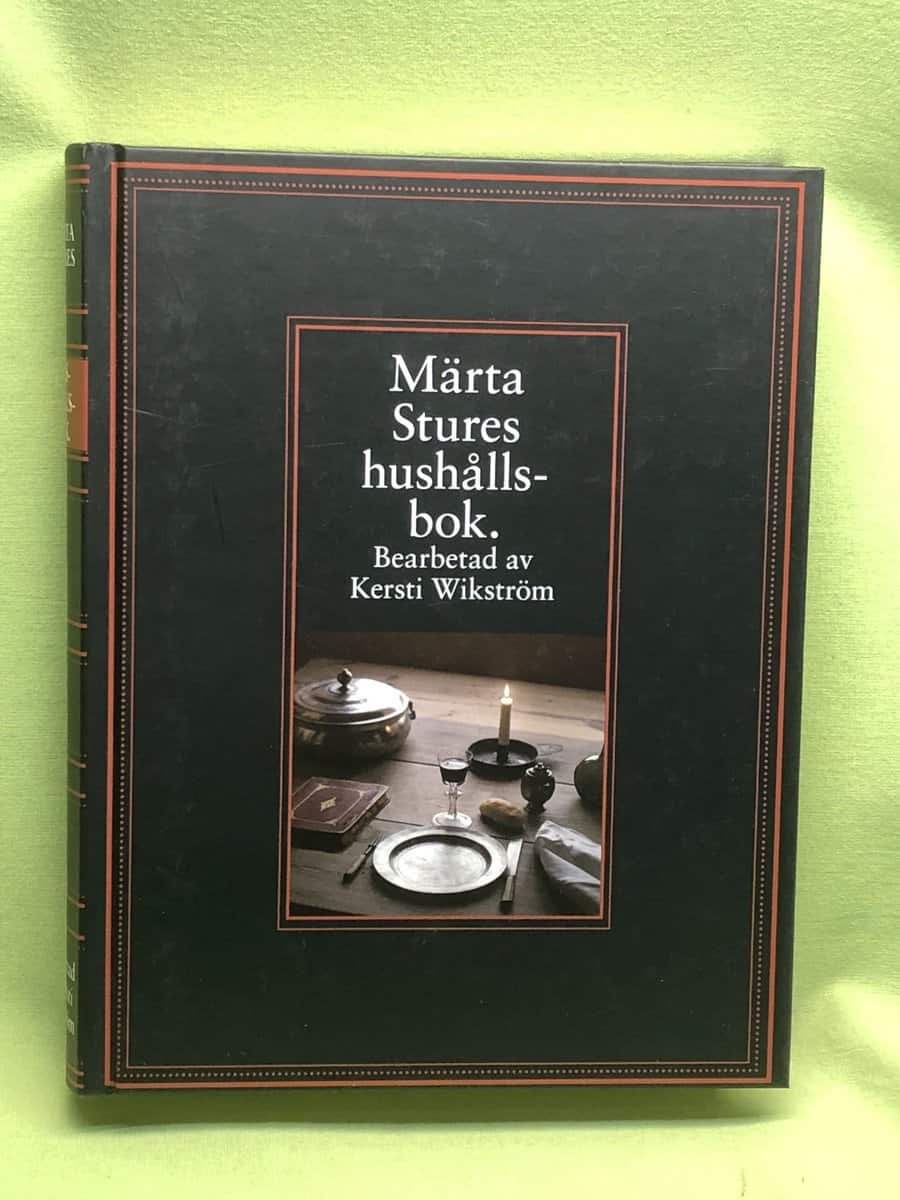 Märta
Stures
hushålls-
bok.
Bearbetad av
Kersti Wikström